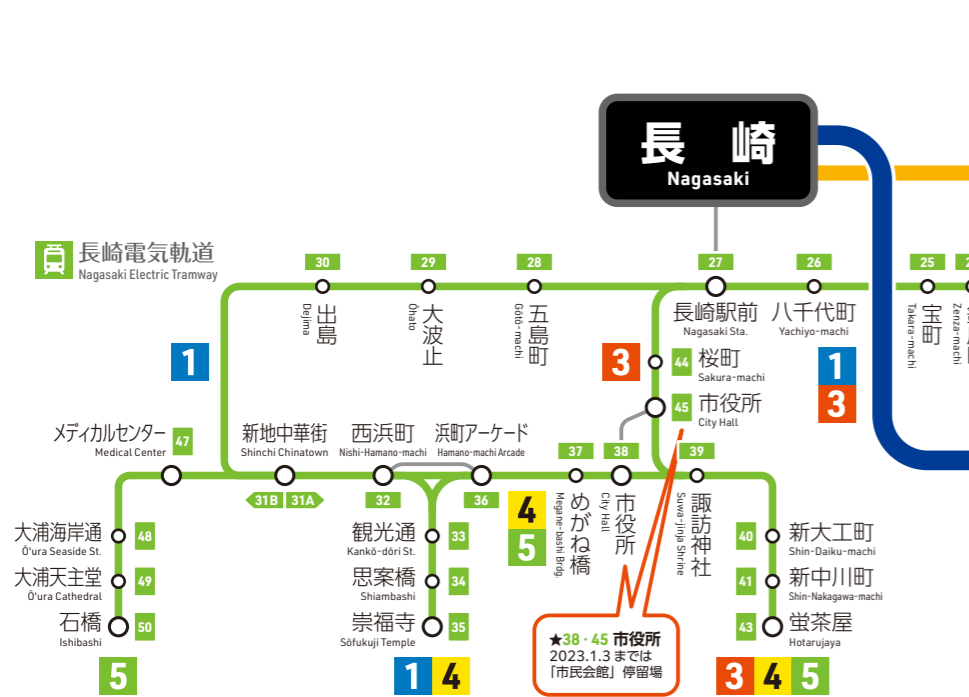 長崎
Nagasaki
長崎電気軌道
Nagasaki Electric Tramway
30
出島
Dejima
29
大波止
Ōhato
28
五島町
Gotō-machi
27
長崎駅前
Nagasaki Sta.
26
八千代町
Yachiyo-machi
25
宝町
Takara-machi
Zenza-machi
1
3
44
桜町
Sakura-machi
45
市役所
City Hall
1
3
メディカルセンター
Medical Center
47
新地中華街
Shinchi Chinatown
31B
31A
西浜町
Nishi-Hamano-machi
32
浜町アーケード
Hamano-machi Arcade
36
4
5
37
めがね橋
Megane-bashi Brdg.
38
市役所
City Hall
39
諏訪神社
Suwa-jinja Shrine
大浦海岸通
Ō'ura Seaside St.
48
大浦天主堂
Ō'ura Cathedral
49
石橋
Ishibashi
50
5
観光通
Kankō-dōri St.
33
思案橋
Shiambashi
34
崇福寺
Sōfukuji Temple
35
1 4
★38・45 市役所
2023.1.3までは
「市民会館」停留場
40
新大工町
Shin-Daiku-machi
41
新中川町
Shin-Nakagawa-machi
43
蛍茶屋
Hotarujaya
3 4 5